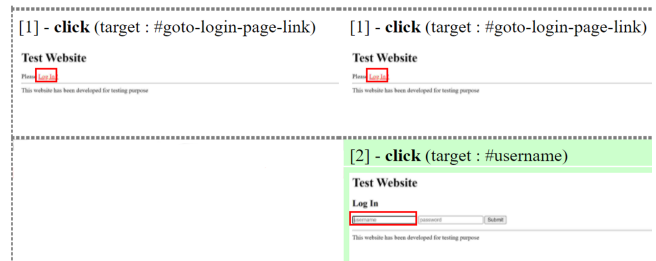 [1] - click (target : #goto-login-page-link)
Test Website
Please Log In
This website has been developed for testing purpose
[1] - click (target : #goto-login-page-link)
Test Website
Please Log In
This website has been developed for testing purpose
[2] - click (target : #username)
Test Website
Log In
username password Submit
This website has been developed for testing purpose